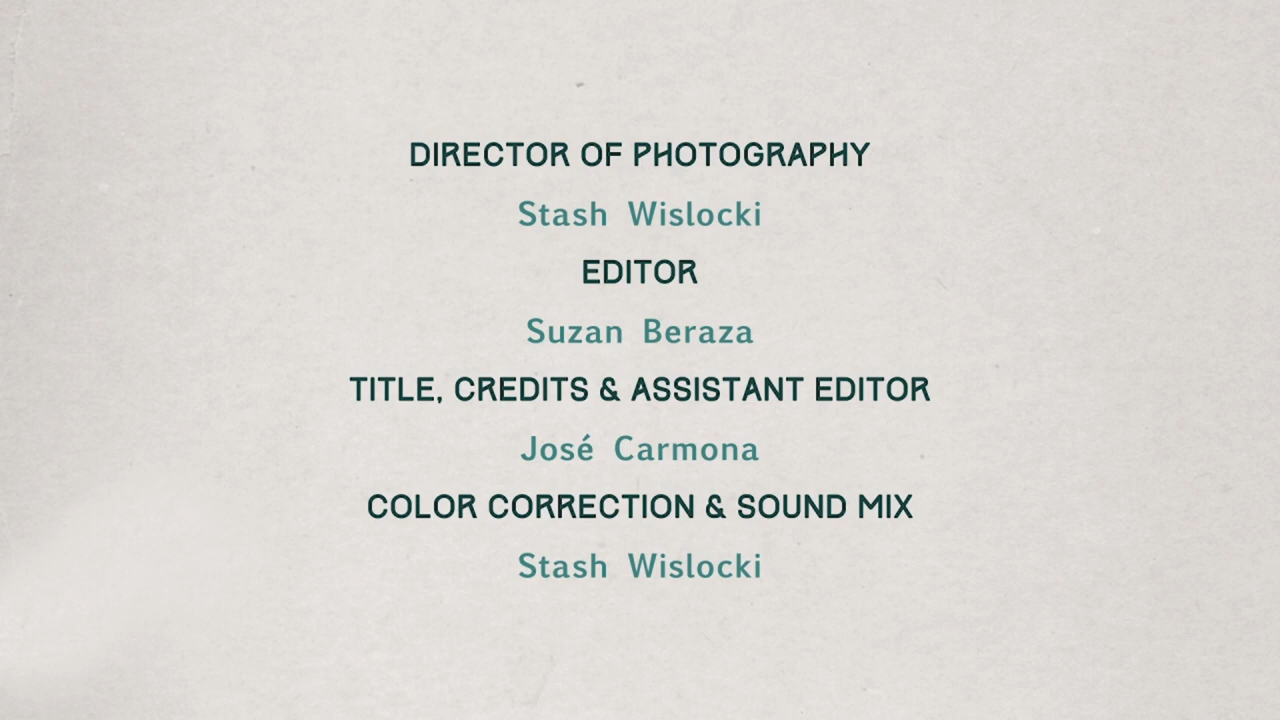 DIRECTOR OF PHOTOGRAPHY
Stash Wislocki
EDITOR
Suzan Beraza
TITLE, CREDITS & ASSISTANT EDITOR
José Carmona
COLOR CORRECTION & SOUND MIX
Stash Wislocki